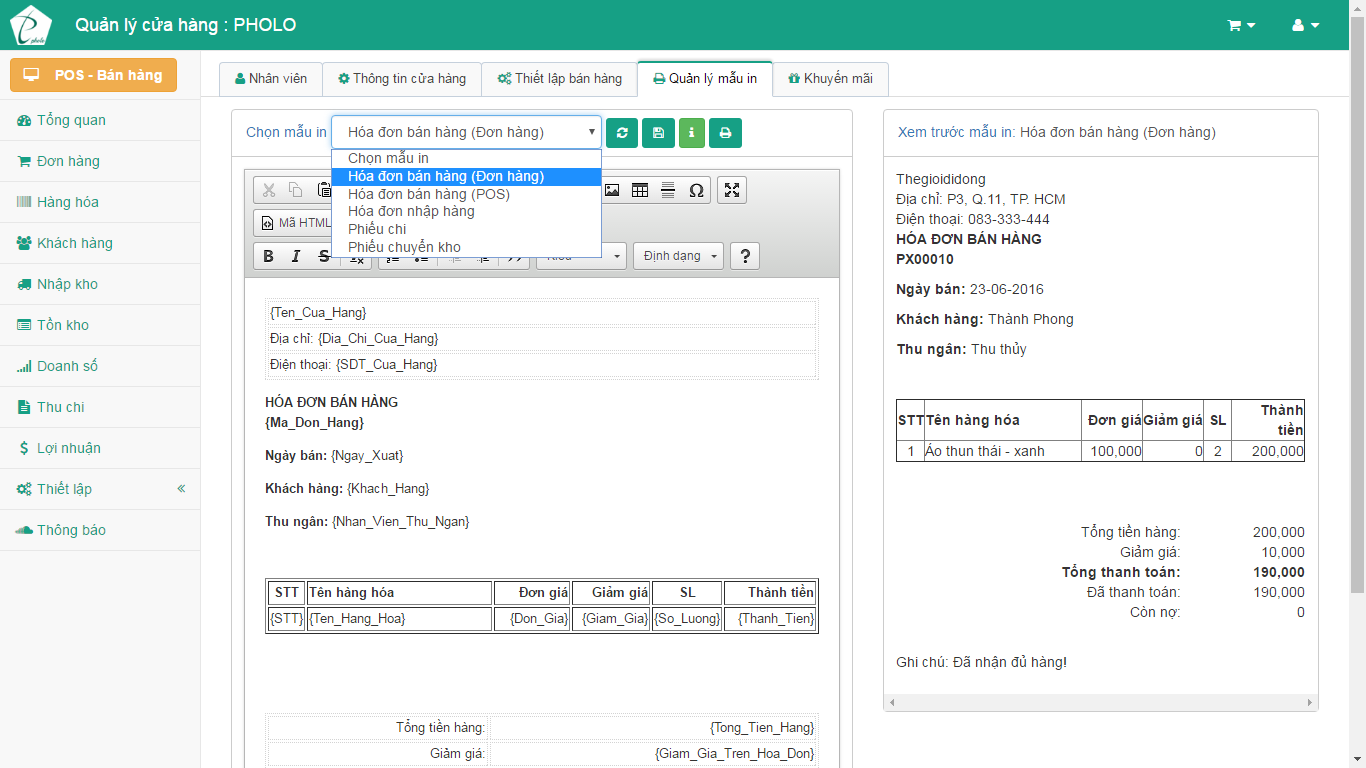 pholo
Quản lý cửa hàng : PHOLO
POS - Bán hàng
Tổng quan
Đơn hàng
Hàng hóa
Khách hàng
Nhập kho
Tồn kho
Doanh số
Thu chi
Lợi nhuận
Thiết lập
Thông báo
Nhân viên
Thông tin cửa hàng
Thiết lập bán hàng
Quản lý mẫu in
Khuyến mãi
Chọn mẫu in
Hóa đơn bán hàng (Đơn hàng)
Chọn mẫu in
Hóa đơn bán hàng (Đơn hàng)
Hóa đơn bán hàng (POS)
Hóa đơn nhập hàng
Phiếu chi
Phiếu chuyển kho
Mã HTML
B I S
Định dạng
?
{Ten_Cua_Hang}
Địa chỉ: {Dia_Chi_Cua_Hang}
Điện thoại: {SDT_Cua_Hang}
HÓA ĐƠN BÁN HÀNG
{Ma_Don_Hang}
Ngày bán: {Ngay_Xuat}
Khách hàng: {Khach_Hang}
Thu ngân: {Nhan_Vien_Thu_Ngan}
STT Tên hàng hóa Đơn giá Giảm giá SL Thành tiền
{STT} {Ten_Hang_Hoa} {Don_Gia} {Giam_Gia} {So_Luong} {Thanh_Tien}
Tổng tiền hàng: {Tong_Tien_Hang}
Giảm giá: {Giam_Gia_Tren_Hoa_Don}
Xem trước mẫu in: Hóa đơn bán hàng (Đơn hàng)
Thegioididong
Địa chỉ: P3, Q.11, TP. HCM
Điện thoại: 083-333-444
HÓA ĐƠN BÁN HÀNG
PX00010
Ngày bán: 23-06-2016
Khách hàng: Thành Phong
Thu ngân: Thu thủy
STT Tên hàng hóa Đơn giá Giảm giá SL Thành
tiền
1 Áo thun thái - xanh 100,000 0 2 200,000
Tổng tiền hàng: 200,000
Giảm giá: 10,000
Tổng thanh toán: 190,000
Đã thanh toán: 190,000
Còn nợ: 0
Ghi chú: Đã nhận đủ hàng!